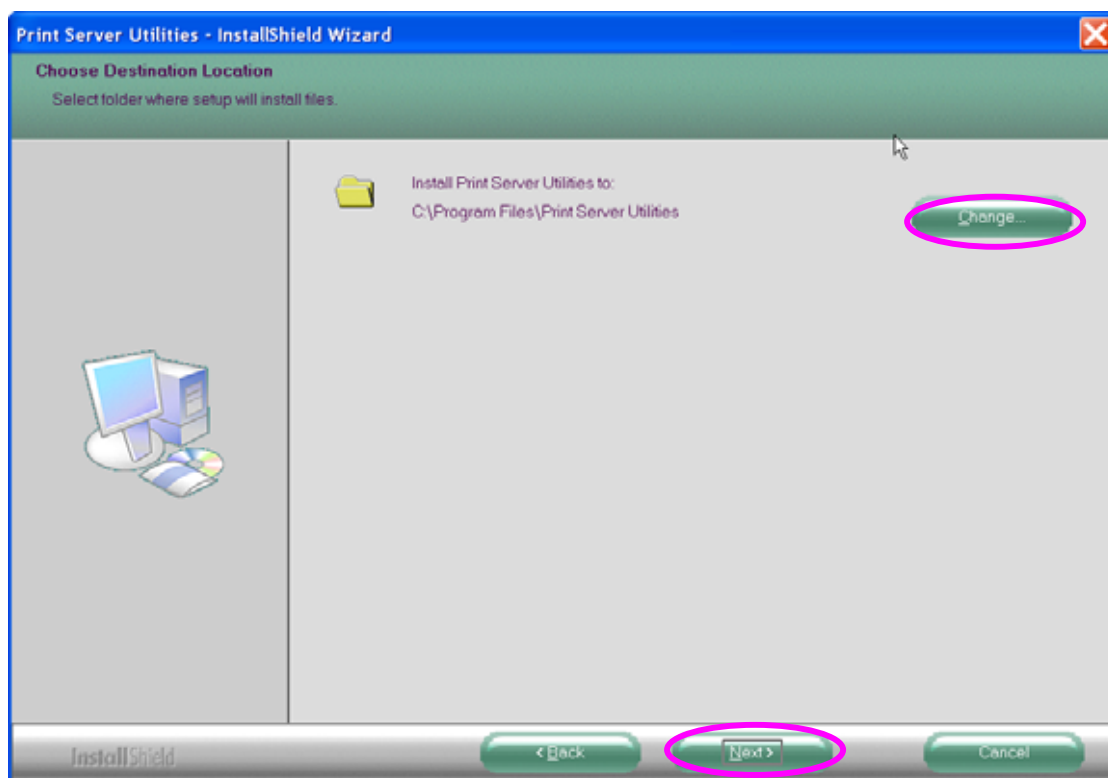 Print Server Utilities - InstallShield Wizard
Choose Destination Location
Select folder where setup will install files.
Install Print Server Utilities to:
C:\Program Files\Print Server Utilities
Change...
InstallShield
< Back
Next >
Cancel